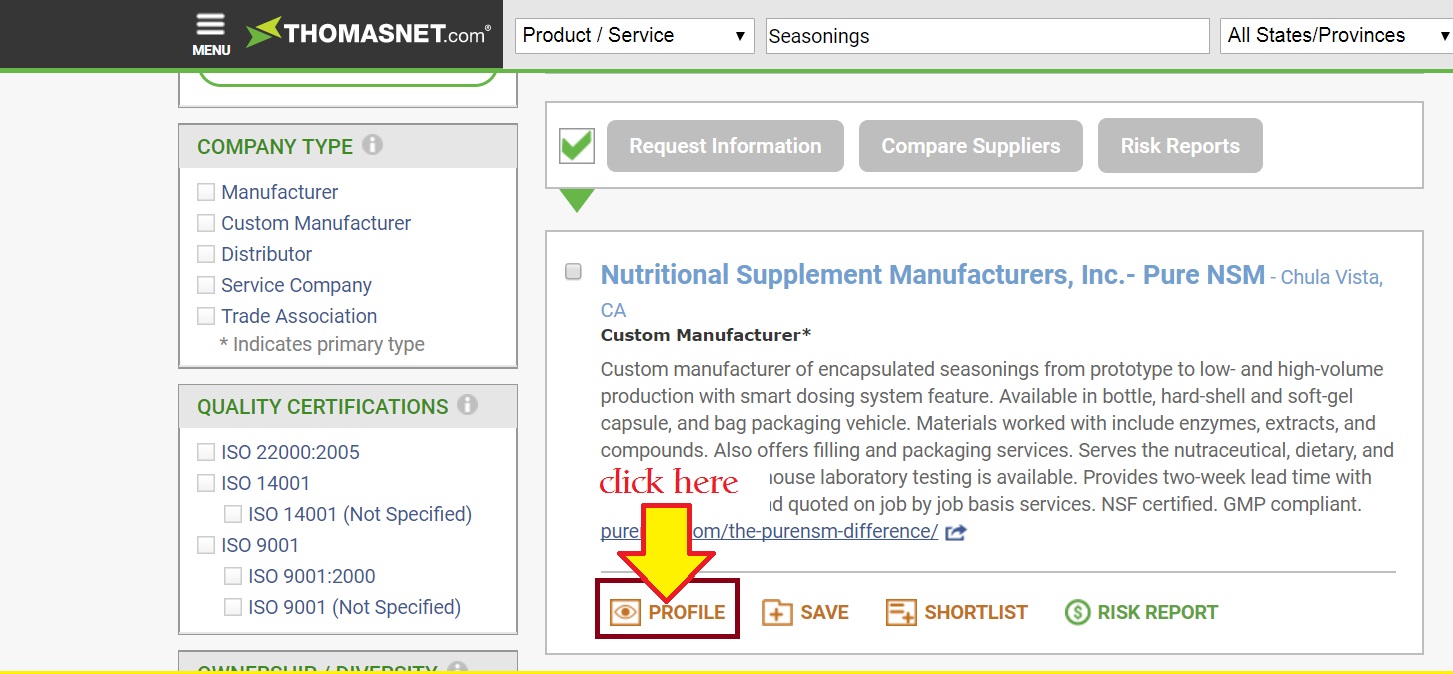 MENU
THOMASNET.com®
Product / Service
Seasonings
All States/Provinces
COMPANY TYPE
Manufacturer
Custom Manufacturer
Distributor
Service Company
Trade Association
* Indicates primary type
QUALITY CERTIFICATIONS
ISO 22000:2005
ISO 14001
ISO 14001 (Not Specified)
ISO 9001
ISO 9001:2000
ISO 9001 (Not Specified)
OWNERSHIP / DIVERSITY
Request Information
Compare Suppliers
Risk Reports
Nutritional Supplement Manufacturers, Inc.- Pure NSM - Chula Vista,
CA
Custom Manufacturer*
Custom manufacturer of encapsulated seasonings from prototype to low- and high-volume
production with smart dosing system feature. Available in bottle, hard-shell and soft-gel
capsule, and bag packaging vehicle. Materials worked with include enzymes, extracts, and
compounds. Also offers filling and packaging services. Serves the nutraceutical, dietary, and
click here
laboratory testing is available. Provides two-week lead time with
quoted on job by job basis services. NSF certified. GMP compliant.
om/the-purensm-difference/
PROFILE
SAVE
SHORTLIST
RISK REPORT